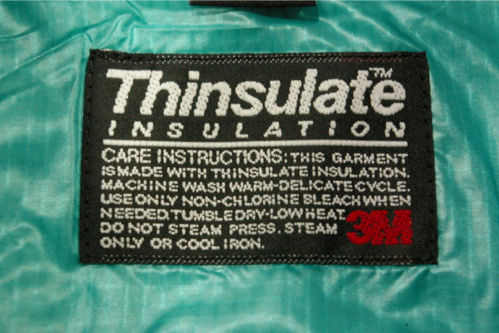 Thinsulate™
INSULATION
CARE INSTRUCTIONS: THIS GARMENT
IS MADE WITH THINSULATE INSULATION.
MACHINE WASH WARM-DELICATE CYCLE.
USE ONLY NON-CHLORINE BLEACH WHEN
NEEDED. TUMBLE DRY-LOW HEAT.
DO NOT STEAM PRESS, STEAM
ONLY OR COOL IRON.
3M